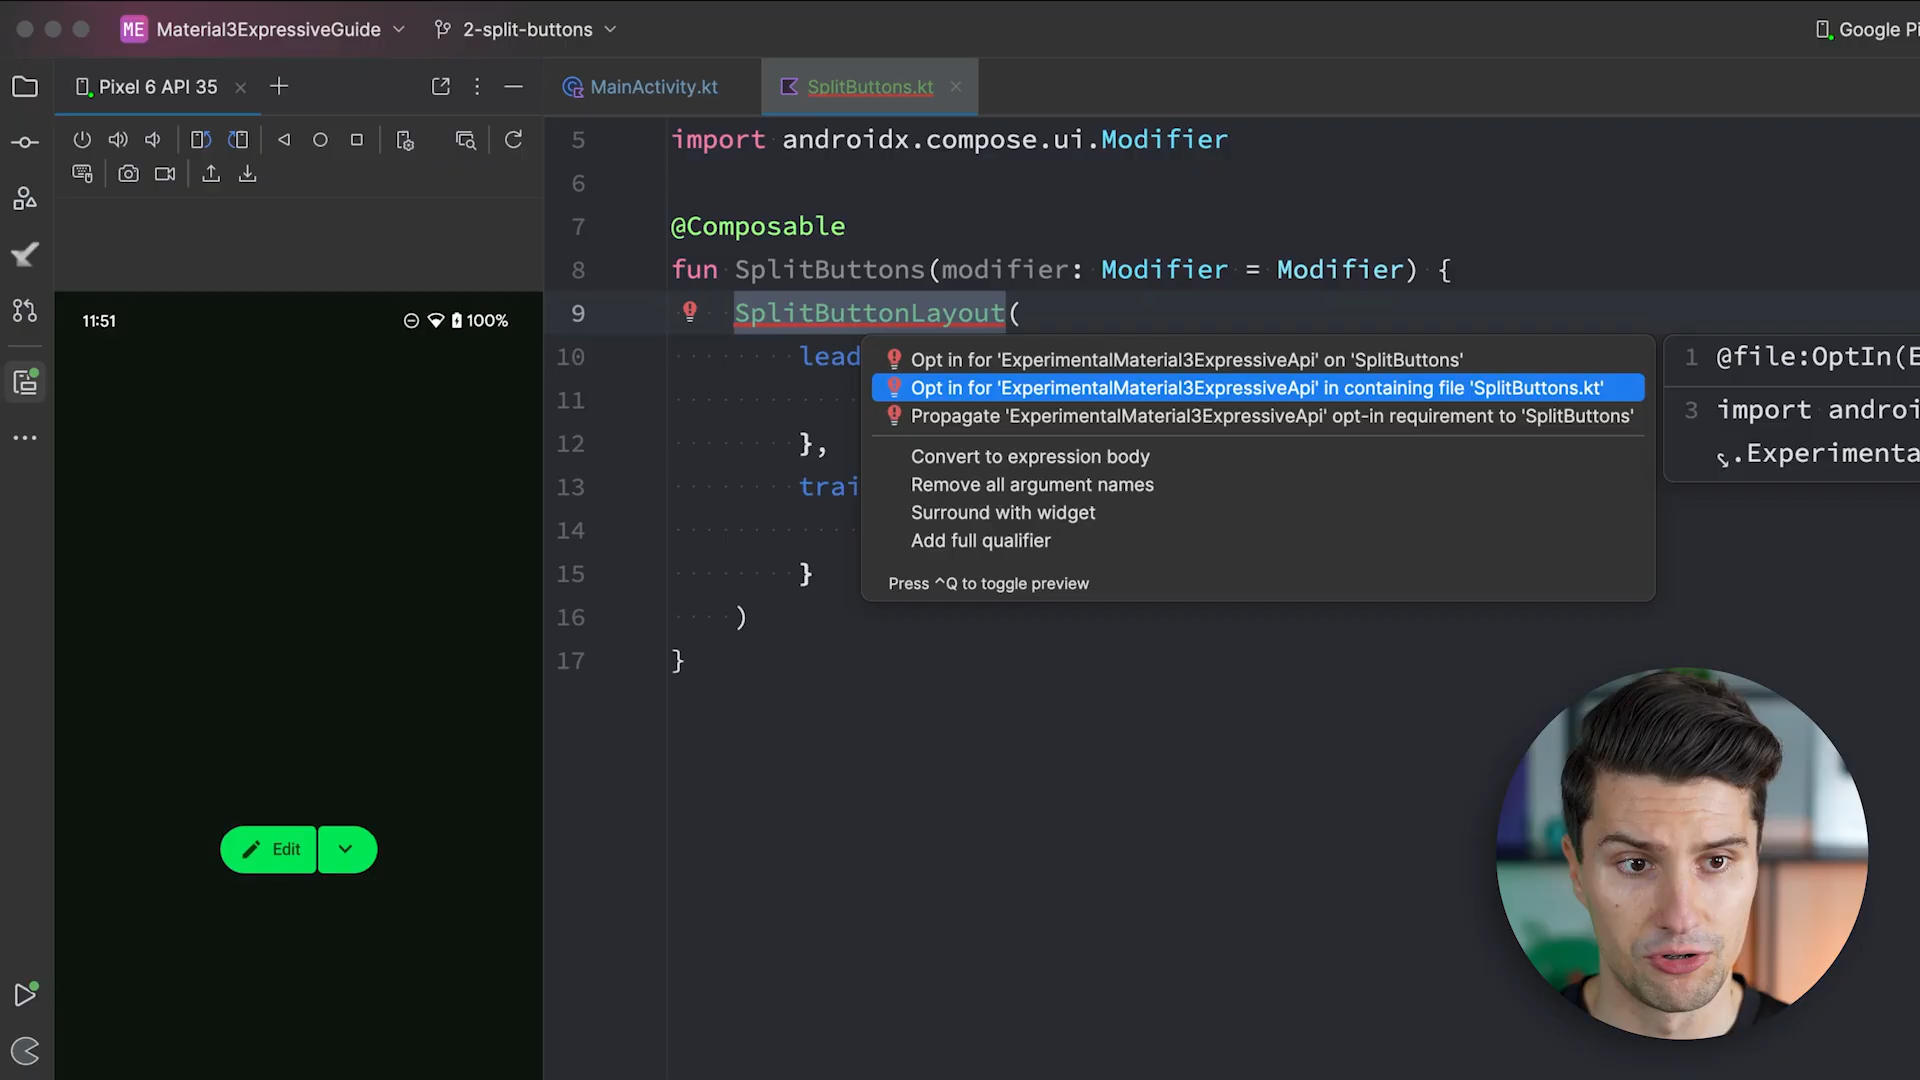 ME Material3ExpressiveGuide 2-split-buttons Google Pi
Pixel 6 API 35
MainActivity.kt SplitButtons.kt
11:51 100%
Edit
5 import androidx.compose.ui.Modifier
6
7 @Composable
8 fun SplitButtons(modifier: Modifier = Modifier) {
9 SplitButtonLayout(
10 lead
11
12 },
13 trai
14
15 }
16 )
17 }
Opt in for 'ExperimentalMaterial3ExpressiveApi' on 'SplitButtons'
Opt in for 'ExperimentalMaterial3ExpressiveApi' in containing file 'SplitButtons.kt'
Propagate 'ExperimentalMaterial3ExpressiveApi' opt-in requirement to 'SplitButtons'
Convert to expression body
Remove all argument names
Surround with widget
Add full qualifier
Press ^Q to toggle preview
1 @file:OptIn(E
3 import androi
.Experimenta